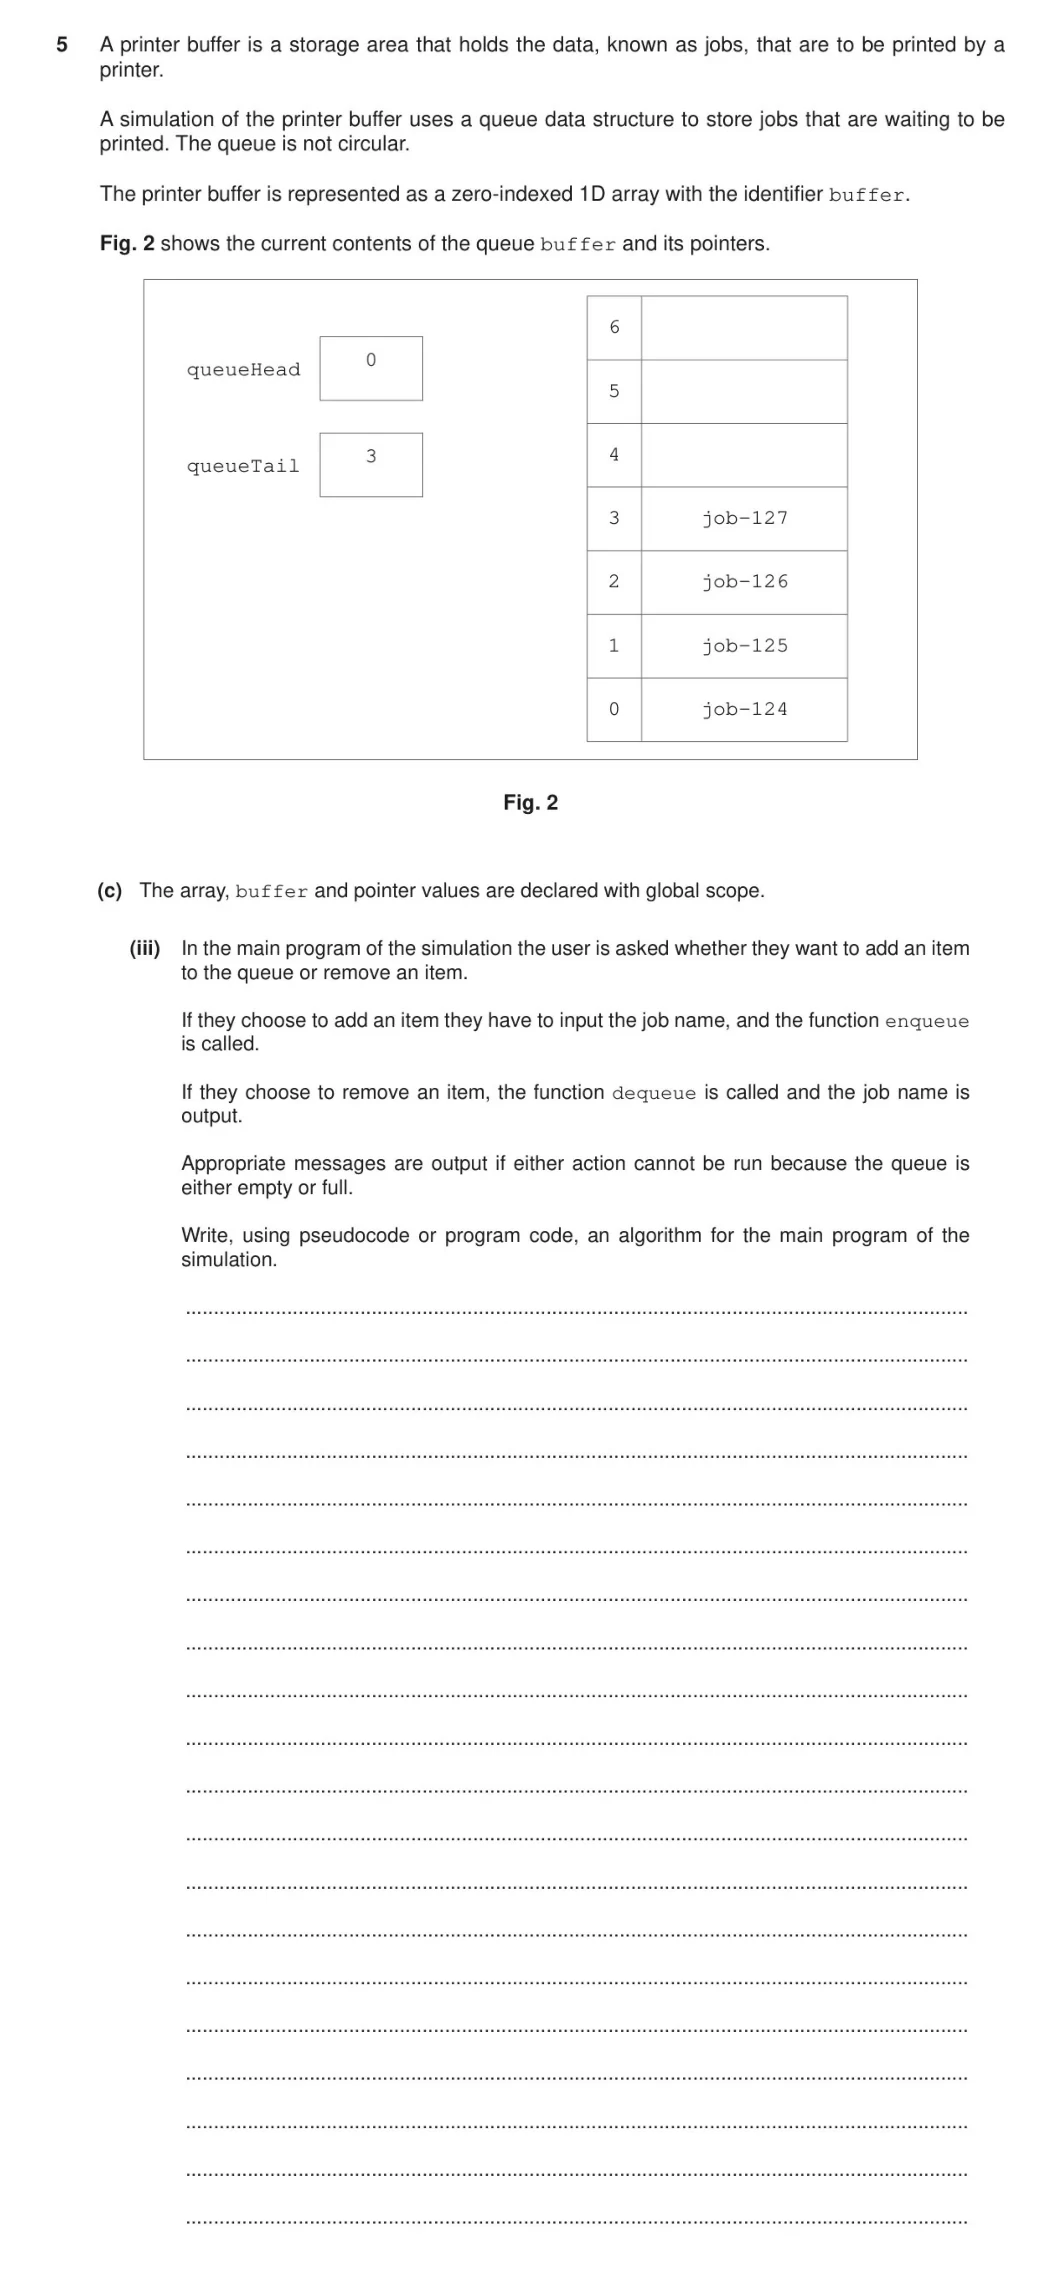 5 A printer buffer is a storage area that holds the data, known as jobs, that are to be printed by a
printer.
A simulation of the printer buffer uses a queue data structure to store jobs that are waiting to be
printed. The queue is not circular.
The printer buffer is represented as a zero-indexed 1D array with the identifier buffer.
Fig. 2 shows the current contents of the queue buffer and its pointers.
queueHead 0
queueTail 3
6
5
4
3 job-127
2 job-126
1 job-125
0 job-124
Fig. 2
(c) The array, buffer and pointer values are declared with global scope.
(iii) In the main program of the simulation the user is asked whether they want to add an item
to the queue or remove an item.
If they choose to add an item they have to input the job name, and the function enqueue
is called.
If they choose to remove an item, the function dequeue is called and the job name is
output.
Appropriate messages are output if either action cannot be run because the queue is
either empty or full.
Write, using pseudocode or program code, an algorithm for the main program of the
simulation.